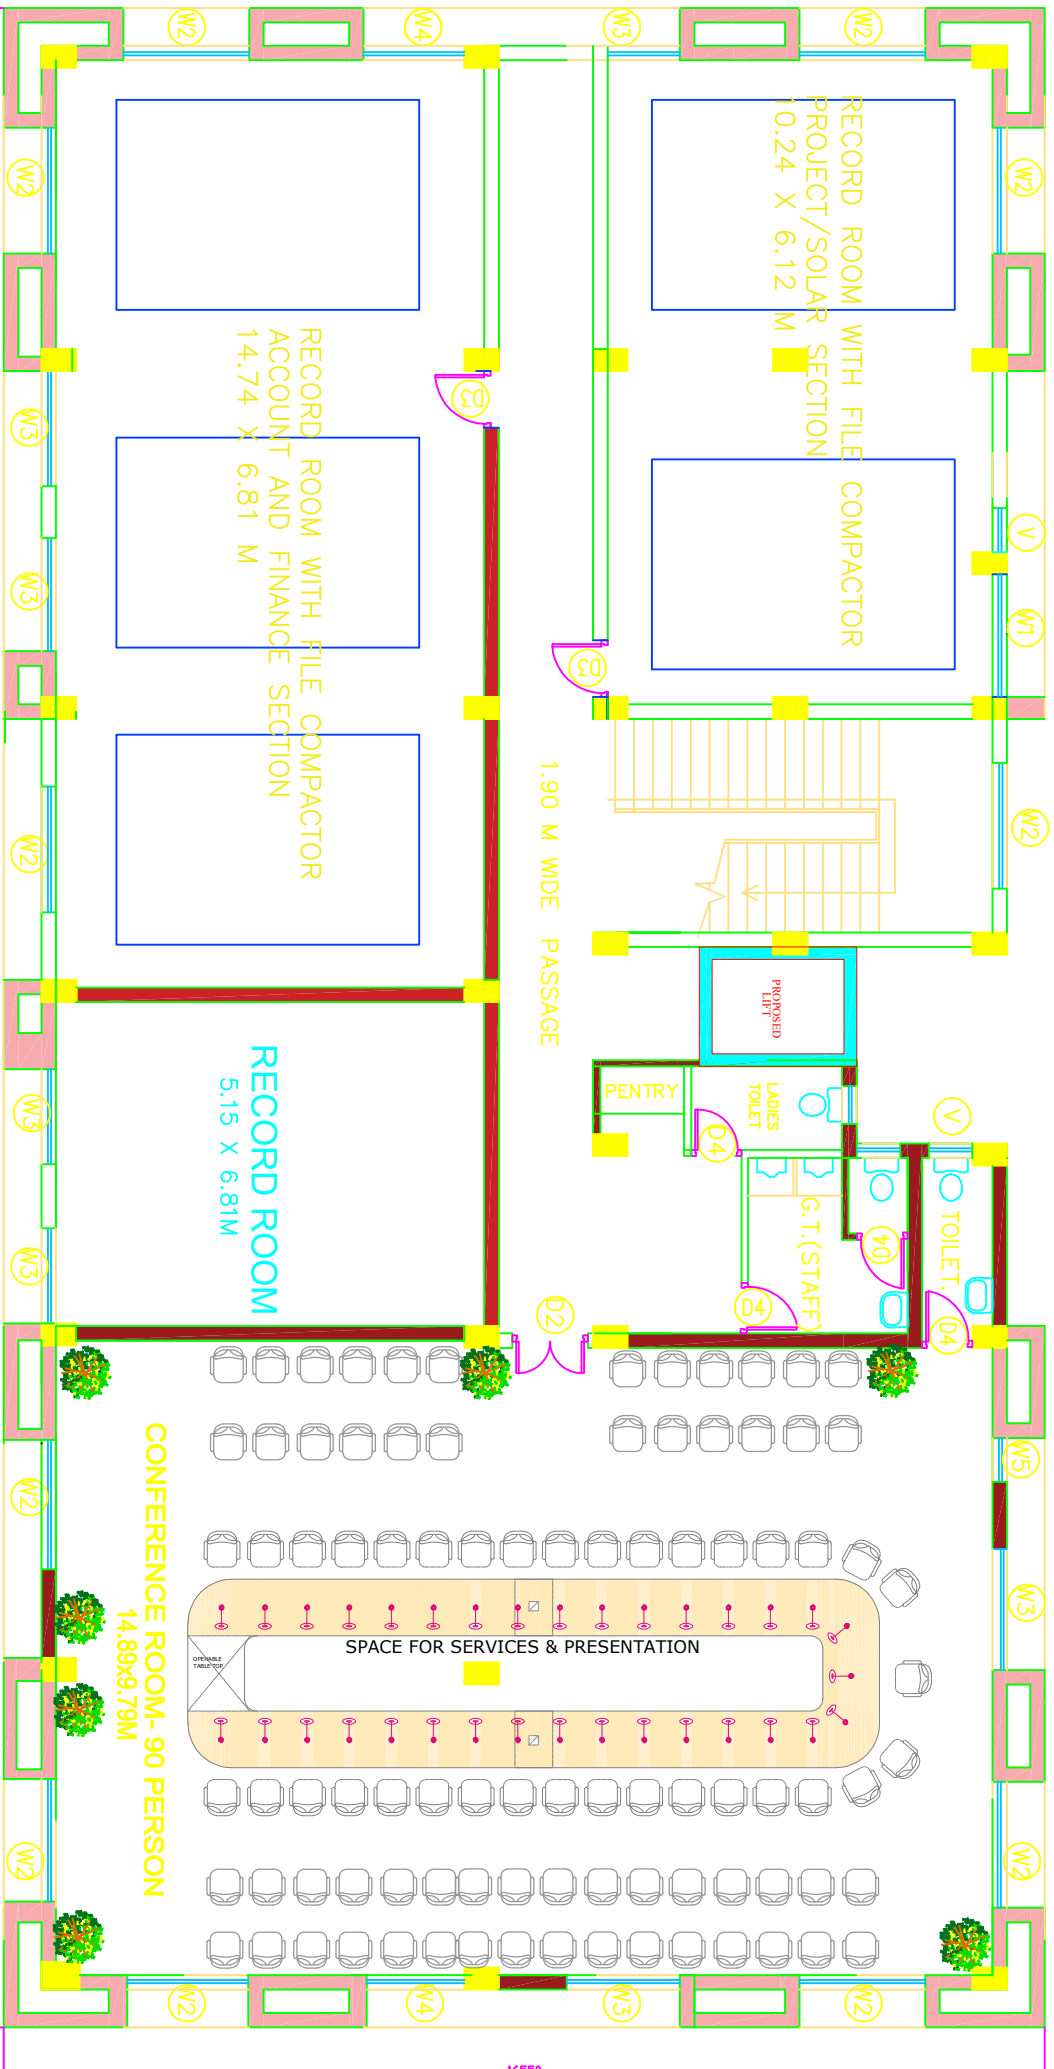 W2
W4
W3
W2
W2
W2
RECORD ROOM WITH FILE COMPACTOR
PROJECT/SOLAR SECTION
10.24 X 6.12 M
RECORD ROOM WITH FILE COMPACTOR
ACCOUNT AND FINANCE SECTION
14.74 X 6.81 M
D3
W3
V
W3
W1
D3
1.90 M WIDE PASSAGE
W2
W2
PROPOSED
LIFT
RECORD ROOM
5.15 X 6.81M
PENTRY
LADIES
TOILET
V
W3
D4
G.T.(STAFF)
TOILET.
D4
W3
D2
D4
D4
CONFERENCE ROOM- 90 PERSON
14.89x9.79M
W5
W2
W3
SPACE FOR SERVICES & PRESENTATION
OPENABLE
TABLE TOP
W2
W2
W2
W4
W3
W2